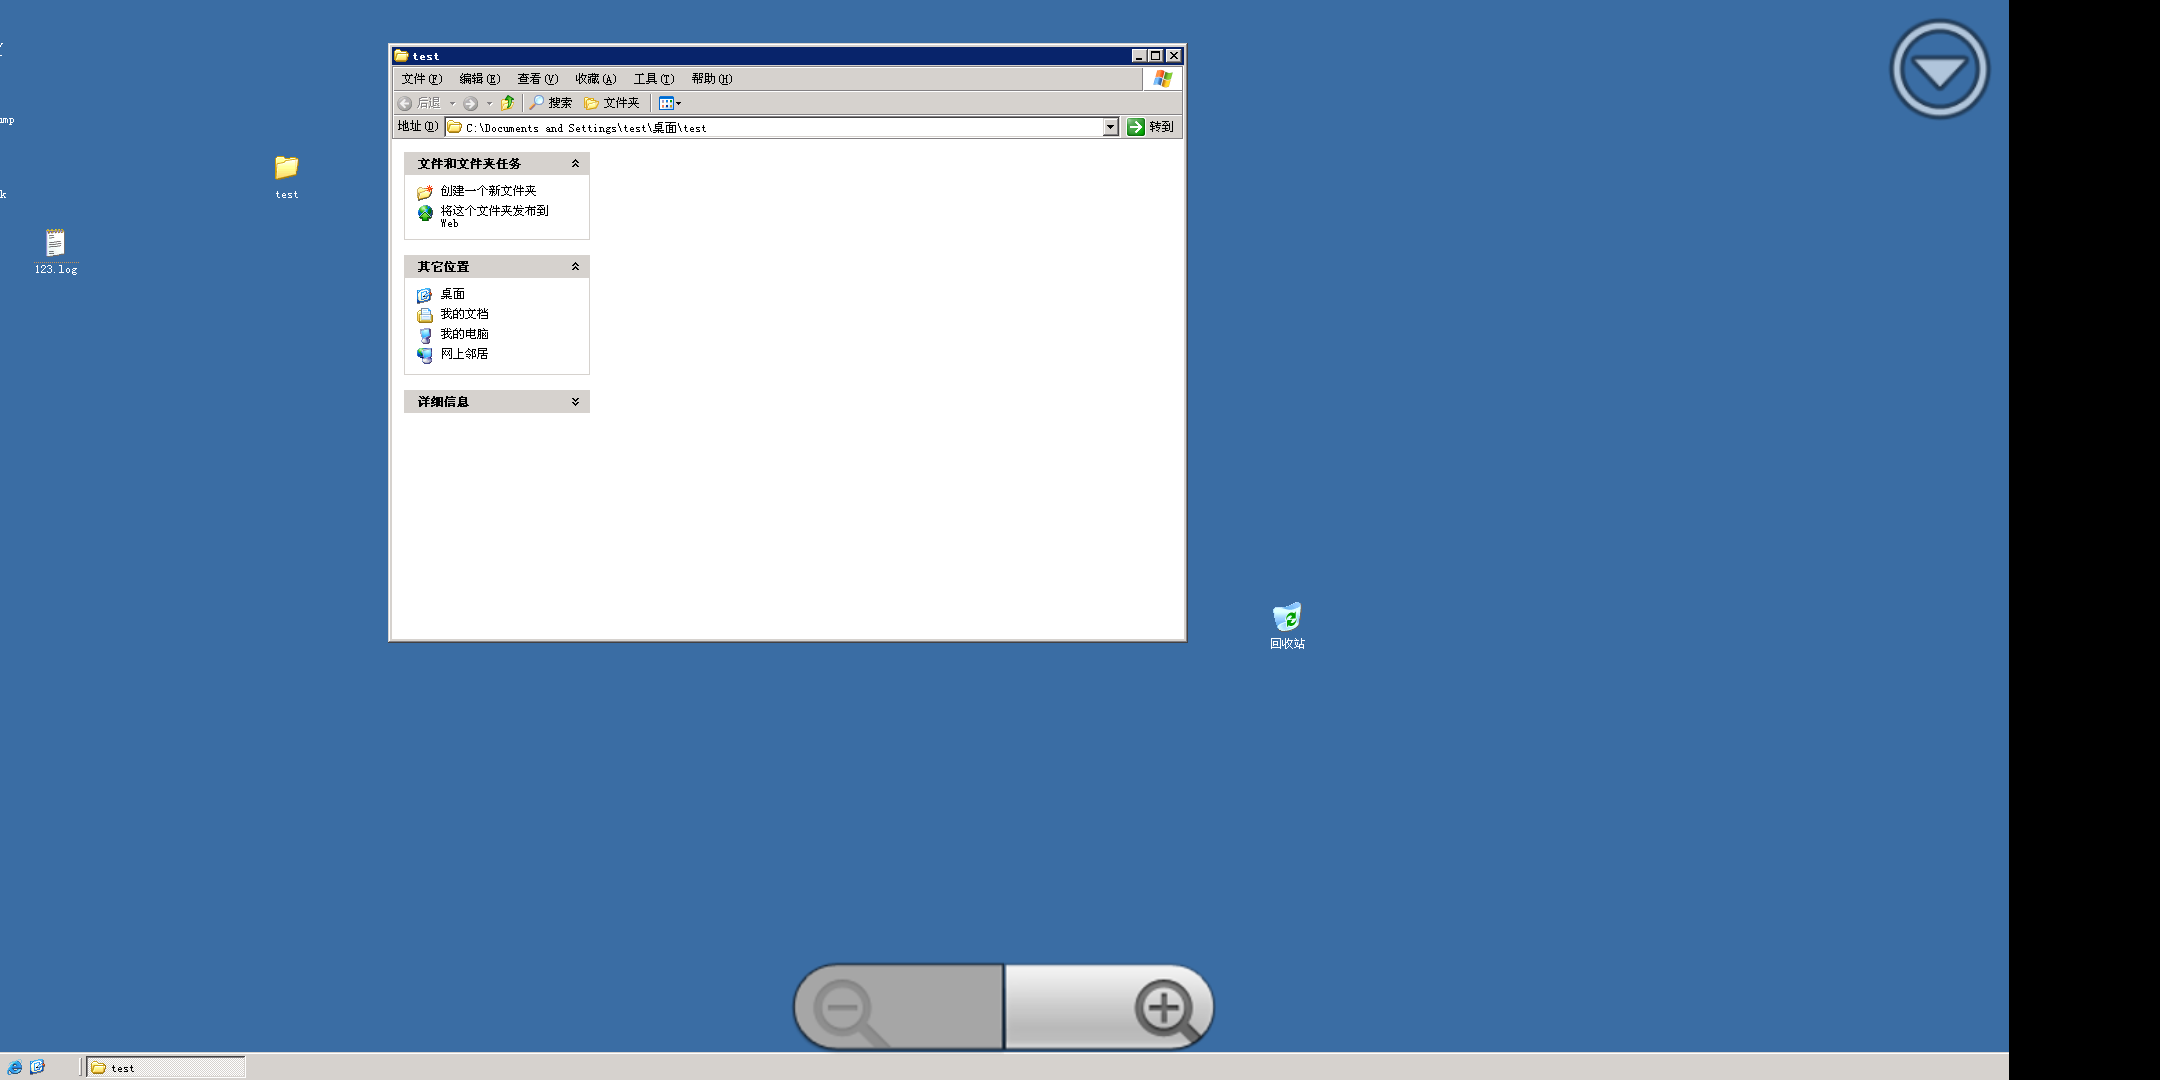 mp
k
test
123.log
test
文件(F) 编辑(E) 查看(V) 收藏(A) 工具(T) 帮助(H)
后退 搜索 文件夹
地址(D) C:\Documents and Settings\test\桌面\test 转到
文件和文件夹任务
创建一个新文件夹
将这个文件夹发布到
Web
其它位置
桌面
我的文档
我的电脑
网上邻居
详细信息
回收站
test